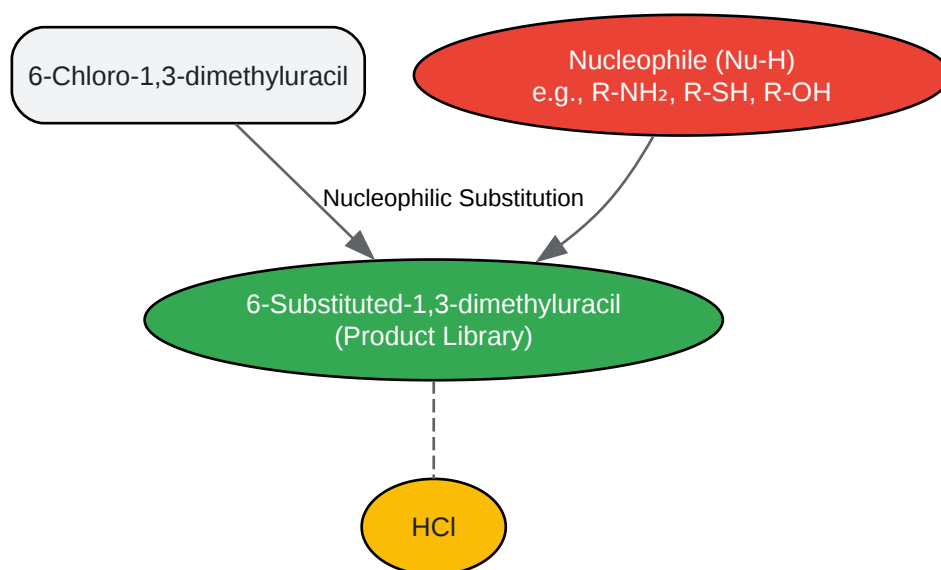 6-Chloro-1,3-dimethyluracil
Nucleophile (Nu-H)
e.g., R-NH₂, R-SH, R-OH
Nucleophilic Substitution
6-Substituted-1,3-dimethyluracil
(Product Library)
HCl